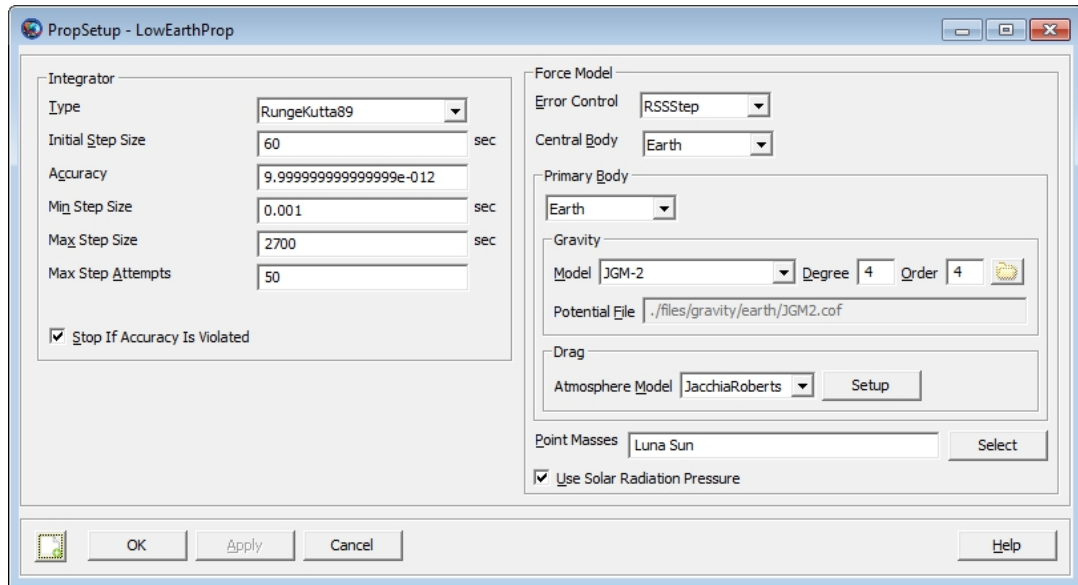 PropSetup - LowEarthProp
Integrator
Type RungeKutta89
Initial Step Size 60 sec
Accuracy 9.999999999999999e-012
Min Step Size 0.001 sec
Max Step Size 2700 sec
Max Step Attempts 50
Stop If Accuracy Is Violated
Force Model
Error Control RSSStep
Central Body Earth
Primary Body
Earth
Gravity
Model JGM-2 Degree 4 Order 4
Potential File ./files/gravity/earth/JGM2.cof
Drag
Atmosphere Model JacchiaRoberts Setup
Point Masses Luna Sun Select
Use Solar Radiation Pressure
OK Apply Cancel Help